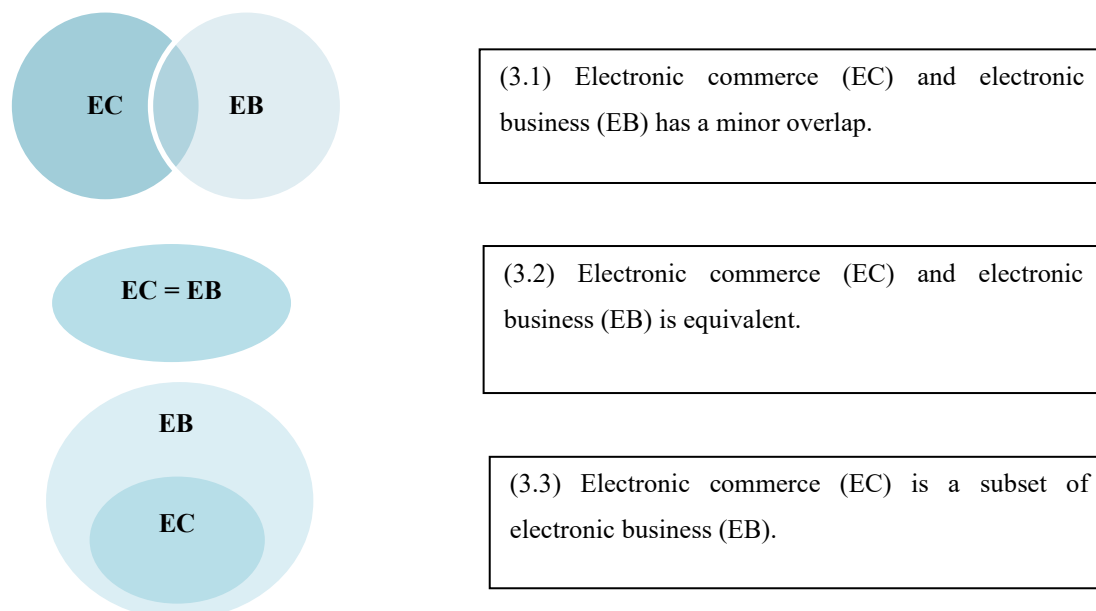 EC EB
(3.1) Electronic commerce (EC) and electronic
business (EB) has a minor overlap.
EC = EB
(3.2) Electronic commerce (EC) and electronic
business (EB) is equivalent.
EB
EC
(3.3) Electronic commerce (EC) is a subset of
electronic business (EB).